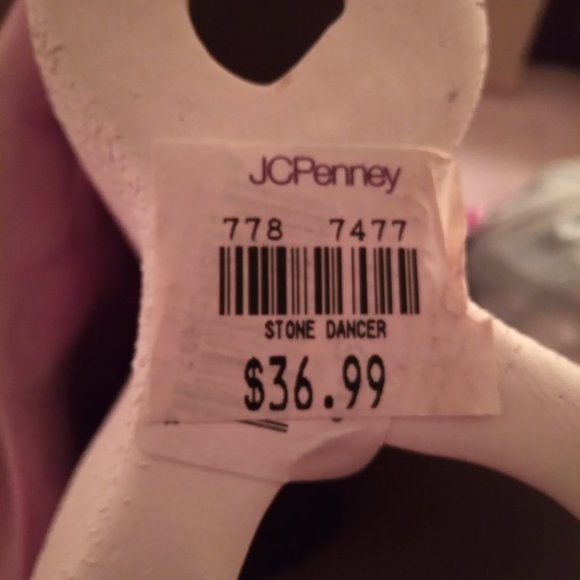 JCPenney
778 7477
STONE DANCER
$36.99